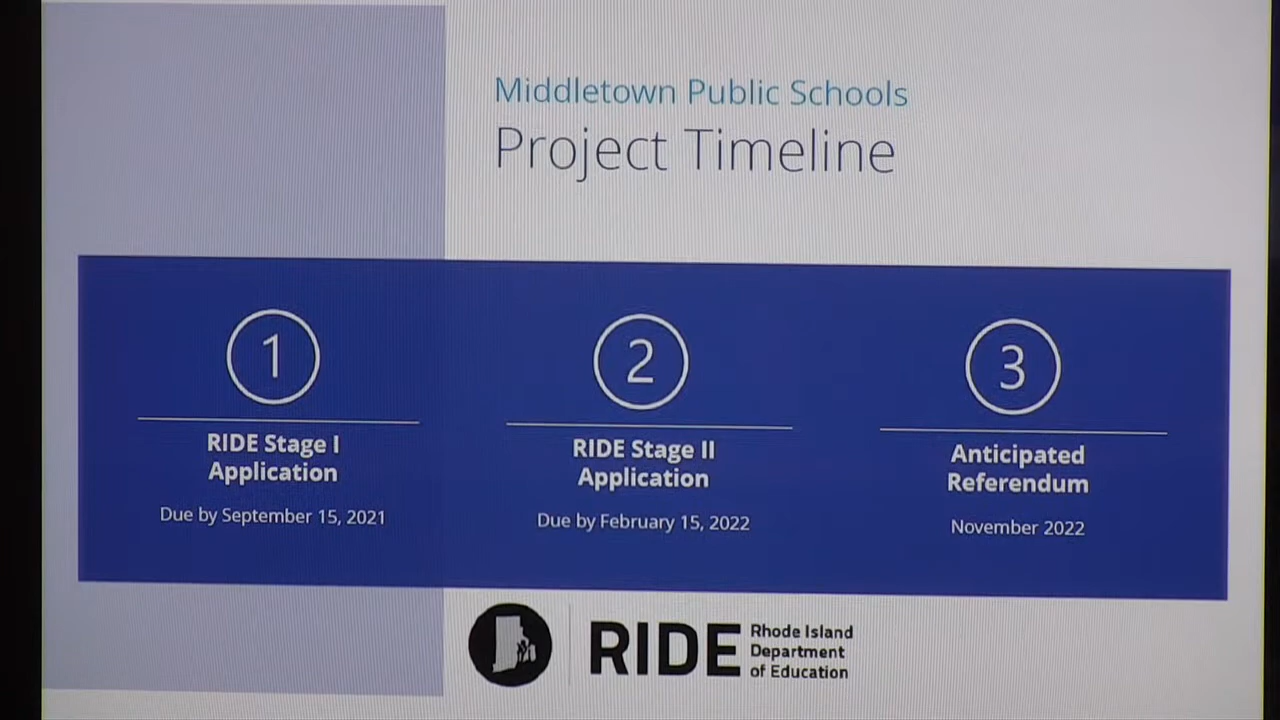 Middletown Public Schools
Project Timeline
1
RIDE Stage I
Application
Due by September 15, 2021
2
RIDE Stage II
Application
Due by February 15, 2022
3
Anticipated
Referendum
November 2022
RIDE
Rhode Island
Department
of Education